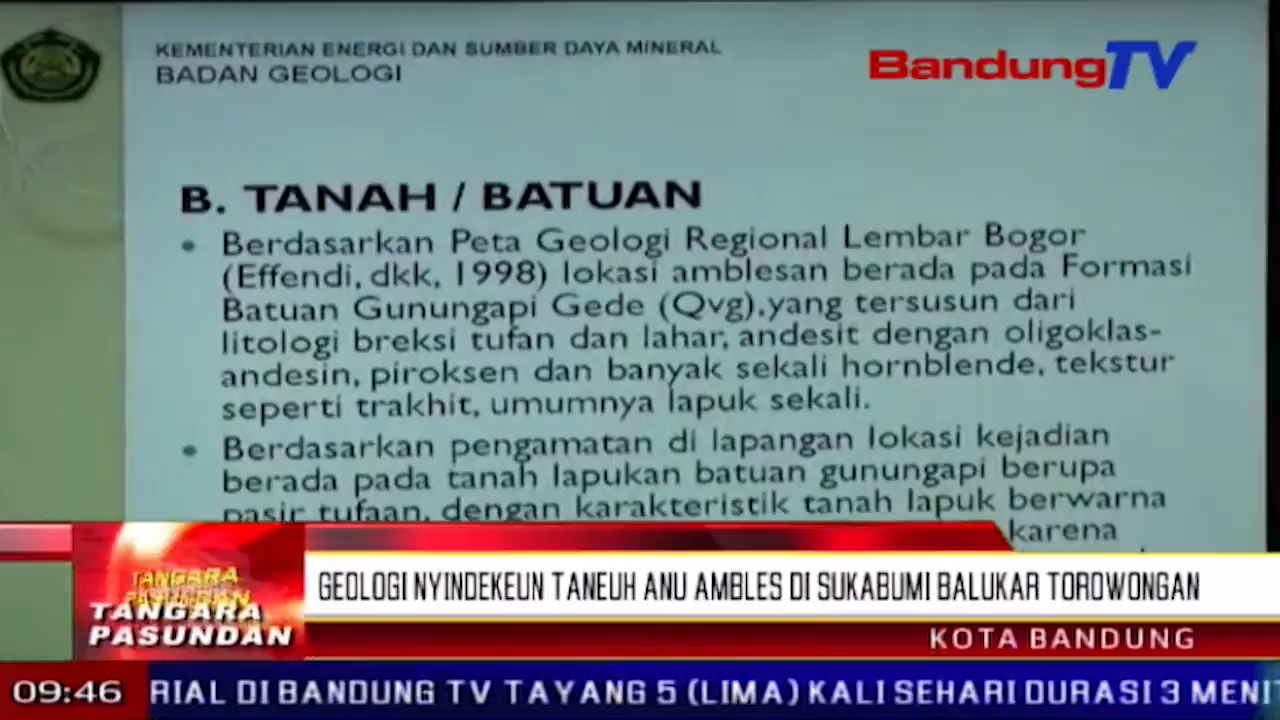 KEMENTERIAN ENERGI DAN SUMBER DAYA MINERAL
BADAN GEOLOGI
BandungTV
B. TANAH / BATUAN
• Berdasarkan Peta Geologi Regional Lembar Bogor
(Effendi, dkk, 1998) lokasi amblesan berada pada Formasi
Batuan Gunungapi Gede (Qvg).yang tersusun dari
litologi breksi tufan dan lahar, andesit dengan oligoklas-
andesin, piroksen dan banyak sekali hornblende, tekstur
seperti trakhit, umumnya lapuk sekali.
• Berdasarkan pengamatan di lapangan lokasi kejadian
berada pada tanah lapukan batuan gunungapi berupa
pasir tufaan, dengan karakteristik tanah lapuk berwarna
karena
TANGARA
PASUNDAN
TANGARA
PASUNDAN
GEOLOGI NYINDEKEUN TANEUH ANU AMBLES DI SUKABUMI BALUKAR TOROWONGAN
KOTA BANDUNG
09:46 RIAL DI BANDUNG TV TAYANG 5 (LIMA) KALI SEHARI DURASI 3 MENIT